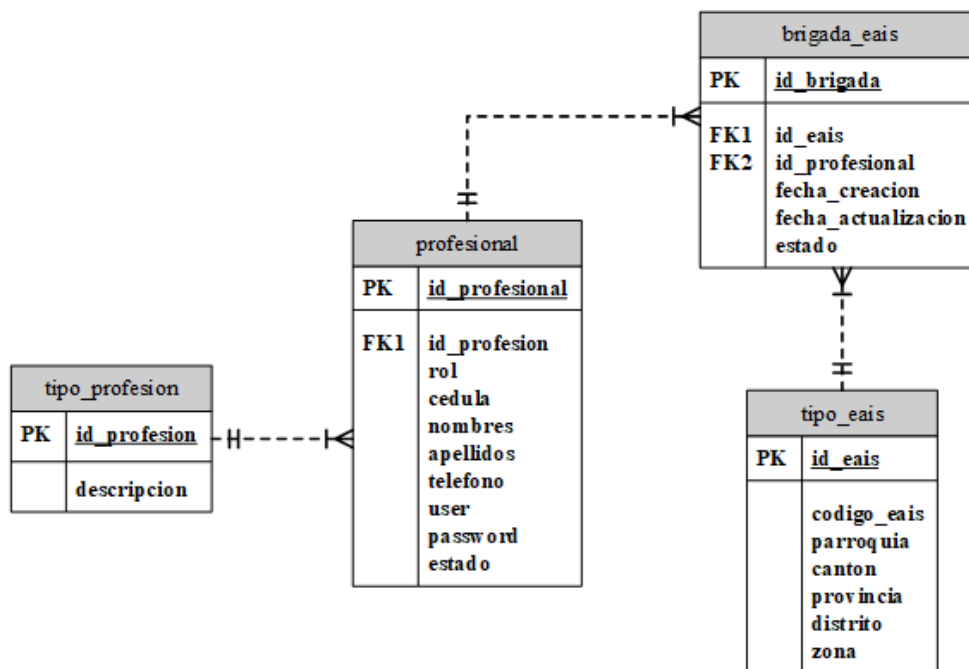 brigada_eais
PK id_brigada
FK1 id_eais
FK2 id_profesional
fecha_creacion
fecha_actualizacion
estado
profesional
PK id_profesional
FK1 id_profesion
rol
cedula
nombres
apellidos
telefono
user
password
estado
tipo_profesion
PK id_profesion
descripcion
tipo_eais
PK id_eais
codigo_eais
parroquia
canton
provincia
distrito
zona